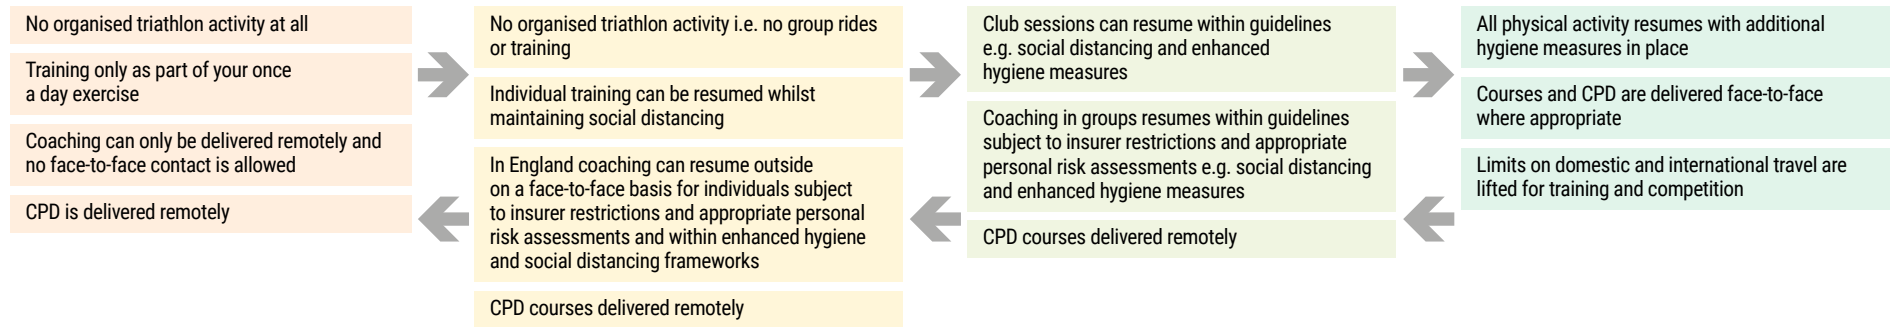 No organised triathlon activity at all
Training only as part of your once
a day exercise
Coaching can only be delivered remotely and
no face-to-face contact is allowed
CPD is delivered remotely
No organised triathlon activity i.e. no group rides
or training
Individual training can be resumed whilst
maintaining social distancing
In England coaching can resume outside
on a face-to-face basis for individuals subject
to insurer restrictions and appropriate personal
risk assessments and within enhanced hygiene
and social distancing frameworks
CPD courses delivered remotely
Club sessions can resume within guidelines
e.g. social distancing and enhanced
hygiene measures
Coaching in groups resumes within guidelines
subject to insurer restrictions and appropriate
personal risk assessments e.g. social distancing
and enhanced hygiene measures
CPD courses delivered remotely
All physical activity resumes with additional
hygiene measures in place
Courses and CPD are delivered face-to-face
where appropriate
Limits on domestic and international travel are
lifted for training and competition